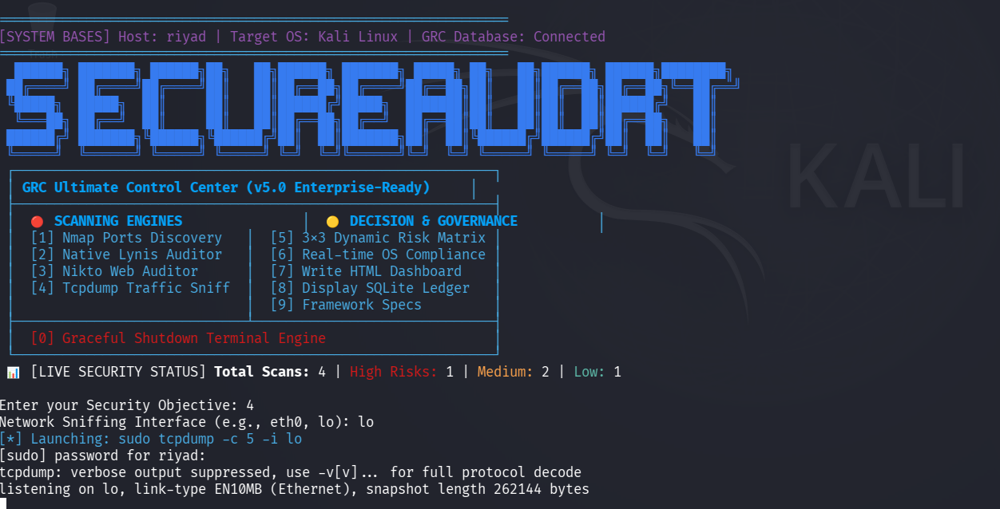 [SYSTEM BASES] Host: riyad | Target OS: Kali Linux | GRC Database: Connected
SECUREAUDIT
KALI
GRC Ultimate Control Center (v5.0 Enterprise-Ready)
SCANNING ENGINES | DECISION & GOVERNANCE
[1] Nmap Ports Discovery | [5] 3×3 Dynamic Risk Matrix
[2] Native Lynis Auditor | [6] Real-time OS Compliance
[3] Nikto Web Auditor | [7] Write HTML Dashboard
[4] Tcpdump Traffic Sniff | [8] Display SQLite Ledger
[9] Framework Specs
[0] Graceful Shutdown Terminal Engine
[LIVE SECURITY STATUS] Total Scans: 4 | High Risks: 1 | Medium: 2 | Low: 1
Enter your Security Objective: 4
Network Sniffing Interface (e.g., eth0, lo): lo
[*] Launching: sudo tcpdump -c 5 -i lo
[sudo] password for riyad:
tcpdump: verbose output suppressed, use -v[v]... for full protocol decode
listening on lo, link-type EN10MB (Ethernet), snapshot length 262144 bytes